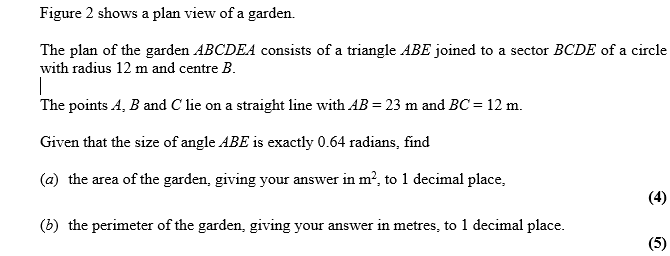 Figure 2 shows a plan view of a garden.
The plan of the garden ABCDEA consists of a triangle ABE joined to a sector BCDE of a circle
with radius 12 m and centre B.
The points A, B and C lie on a straight line with AB = 23 m and BC = 12 m.
Given that the size of angle ABE is exactly 0.64 radians, find
(a) the area of the garden, giving your answer in m², to 1 decimal place,
(4)
(b) the perimeter of the garden, giving your answer in metres, to 1 decimal place.
(5)